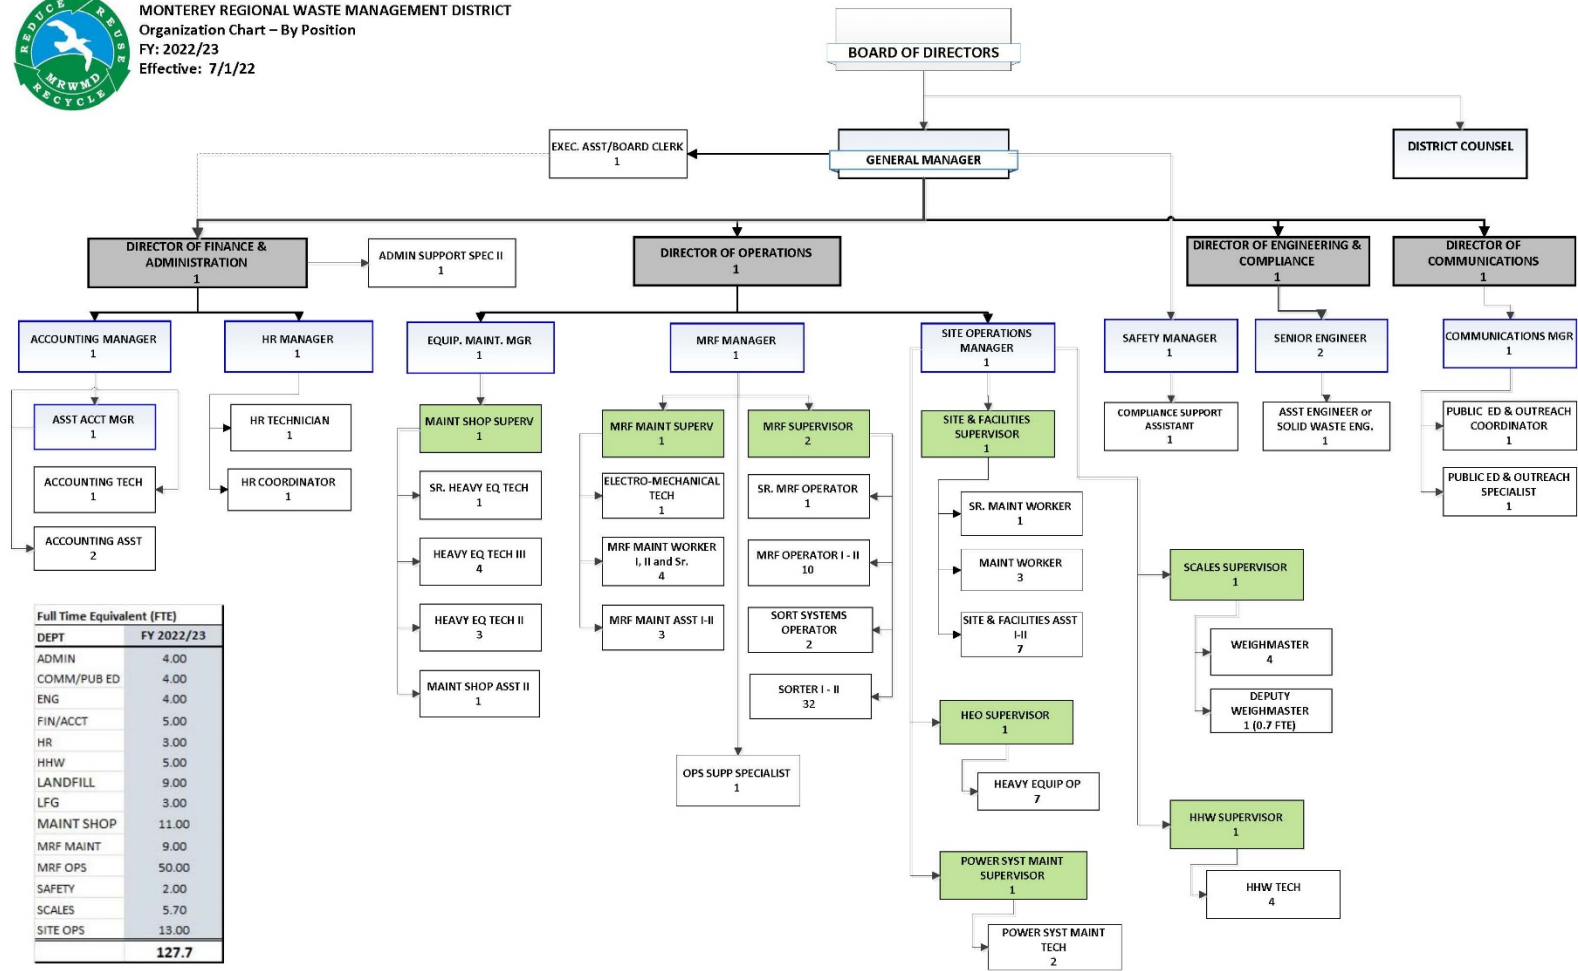 REDUCE REUSE
MRWMD
RECYCLE
MONTEREY REGIONAL WASTE MANAGEMENT DISTRICT
Organization Chart – By Position
FY: 2022/23
Effective: 7/1/22
BOARD OF DIRECTORS
EXEC. ASST/BOARD CLERK
1
GENERAL MANAGER
DISTRICT COUNSEL
DIRECTOR OF FINANCE &
ADMINISTRATION
1
ADMIN SUPPORT SPEC II
1
DIRECTOR OF OPERATIONS
1
DIRECTOR OF ENGINEERING &
COMPLIANCE
1
DIRECTOR OF
COMMUNICATIONS
1
ACCOUNTING MANAGER
1
HR MANAGER
1
EQUIP. MAINT. MGR
1
MRF MANAGER
1
SITE OPERATIONS
MANAGER
1
SAFETY MANAGER
1
SENIOR ENGINEER
2
COMMUNICATIONS MGR
1
ASST ACCT MGR
1
ACCOUNTING TECH
1
ACCOUNTING ASST
2
HR TECHNICIAN
1
HR COORDINATOR
1
MAINT SHOP SUPERV
1
SR. HEAVY EQ TECH
1
HEAVY EQ TECH III
4
HEAVY EQ TECH II
3
MAINT SHOP ASST II
1
MRF MAINT SUPERV
1
ELECTRO-MECHANICAL
TECH
1
MRF MAINT WORKER
I, II and Sr.
4
MRF MAINT ASST I-II
3
MRF SUPERVISOR
2
SR. MRF OPERATOR
1
MRF OPERATOR I - II
10
SORT SYSTEMS
OPERATOR
2
SORTER I - II
32
OPS SUPP SPECIALIST
1
SITE & FACILITIES
SUPERVISOR
1
SR. MAINT WORKER
1
MAINT WORKER
3
SITE & FACILITIES ASST
I-II
7
HEO SUPERVISOR
1
HEAVY EQUIP OP
7
POWER SYST MAINT
SUPERVISOR
1
POWER SYST MAINT
TECH
2
COMPLIANCE SUPPORT
ASSISTANT
1
ASST ENGINEER or
SOLID WASTE ENG.
1
PUBLIC ED & OUTREACH
COORDINATOR
1
PUBLIC ED & OUTREACH
SPECIALIST
1
SCALES SUPERVISOR
1
WEIGHMASTER
4
DEPUTY
WEIGHMASTER
1 (0.7 FTE)
HHW SUPERVISOR
1
HHW TECH
4
Full Time Equivalent (FTE)
DEPT FY 2022/23
ADMIN 4.00
COMM/PUB ED 4.00
ENG 4.00
FIN/ACCT 5.00
HR 3.00
HHW 5.00
LANDFILL 9.00
LFG 3.00
MAINT SHOP 11.00
MRF MAINT 9.00
MRF OPS 50.00
SAFETY 2.00
SCALES 5.70
SITE OPS 13.00
127.7